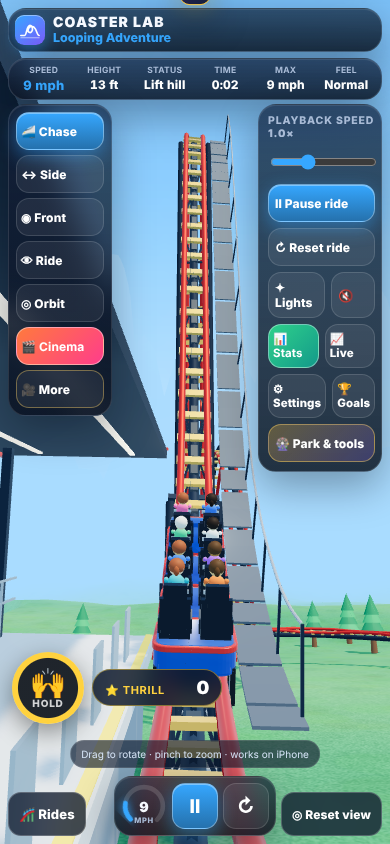 COASTER LAB
Looping Adventure
SPEED HEIGHT STATUS TIME MAX FEEL
9 mph 13 ft Lift hill 0:02 9 mph Normal
Chase
Side
Front
Ride
Orbit
Cinema
More
PLAYBACK SPEED
1.0×
Pause ride
Reset ride
Lights
Stats
Live
Settings
Goals
Park & tools
HOLD
THRILL 0
Drag to rotate · pinch to zoom · works on iPhone
Rides
9
MPH
Reset view